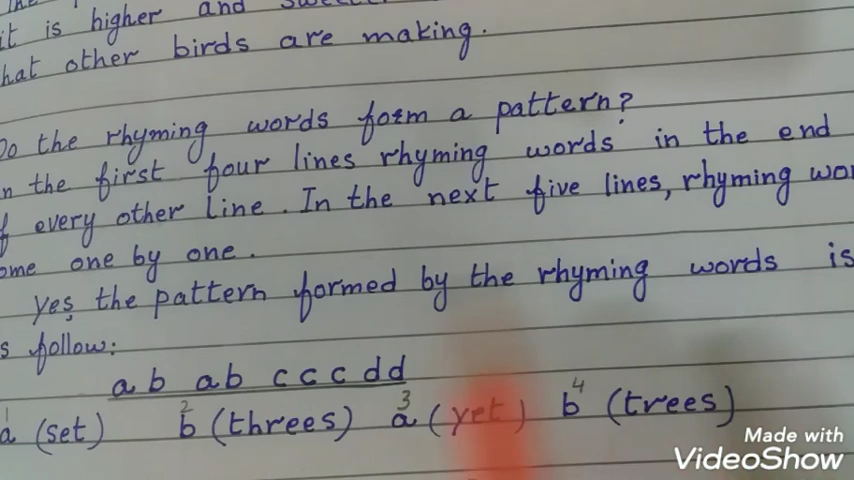 it is higher and
hat other birds are making.
Do the rhyming words form a pattern?
n the first four lines rhyming words in the end
f every other line. In the next five lines, rhyming wor
ome one by one.
yes the pattern formed by the rhyming words is
s follow:
a b ab c c c d d
1 2 3 4
a (set) b (threes) a (yet) b (trees)
Made with
VideoShow